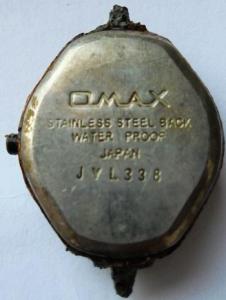 OMAX
STAINLESS STEEL BACK
WATER PROOF
JAPAN
JYL338